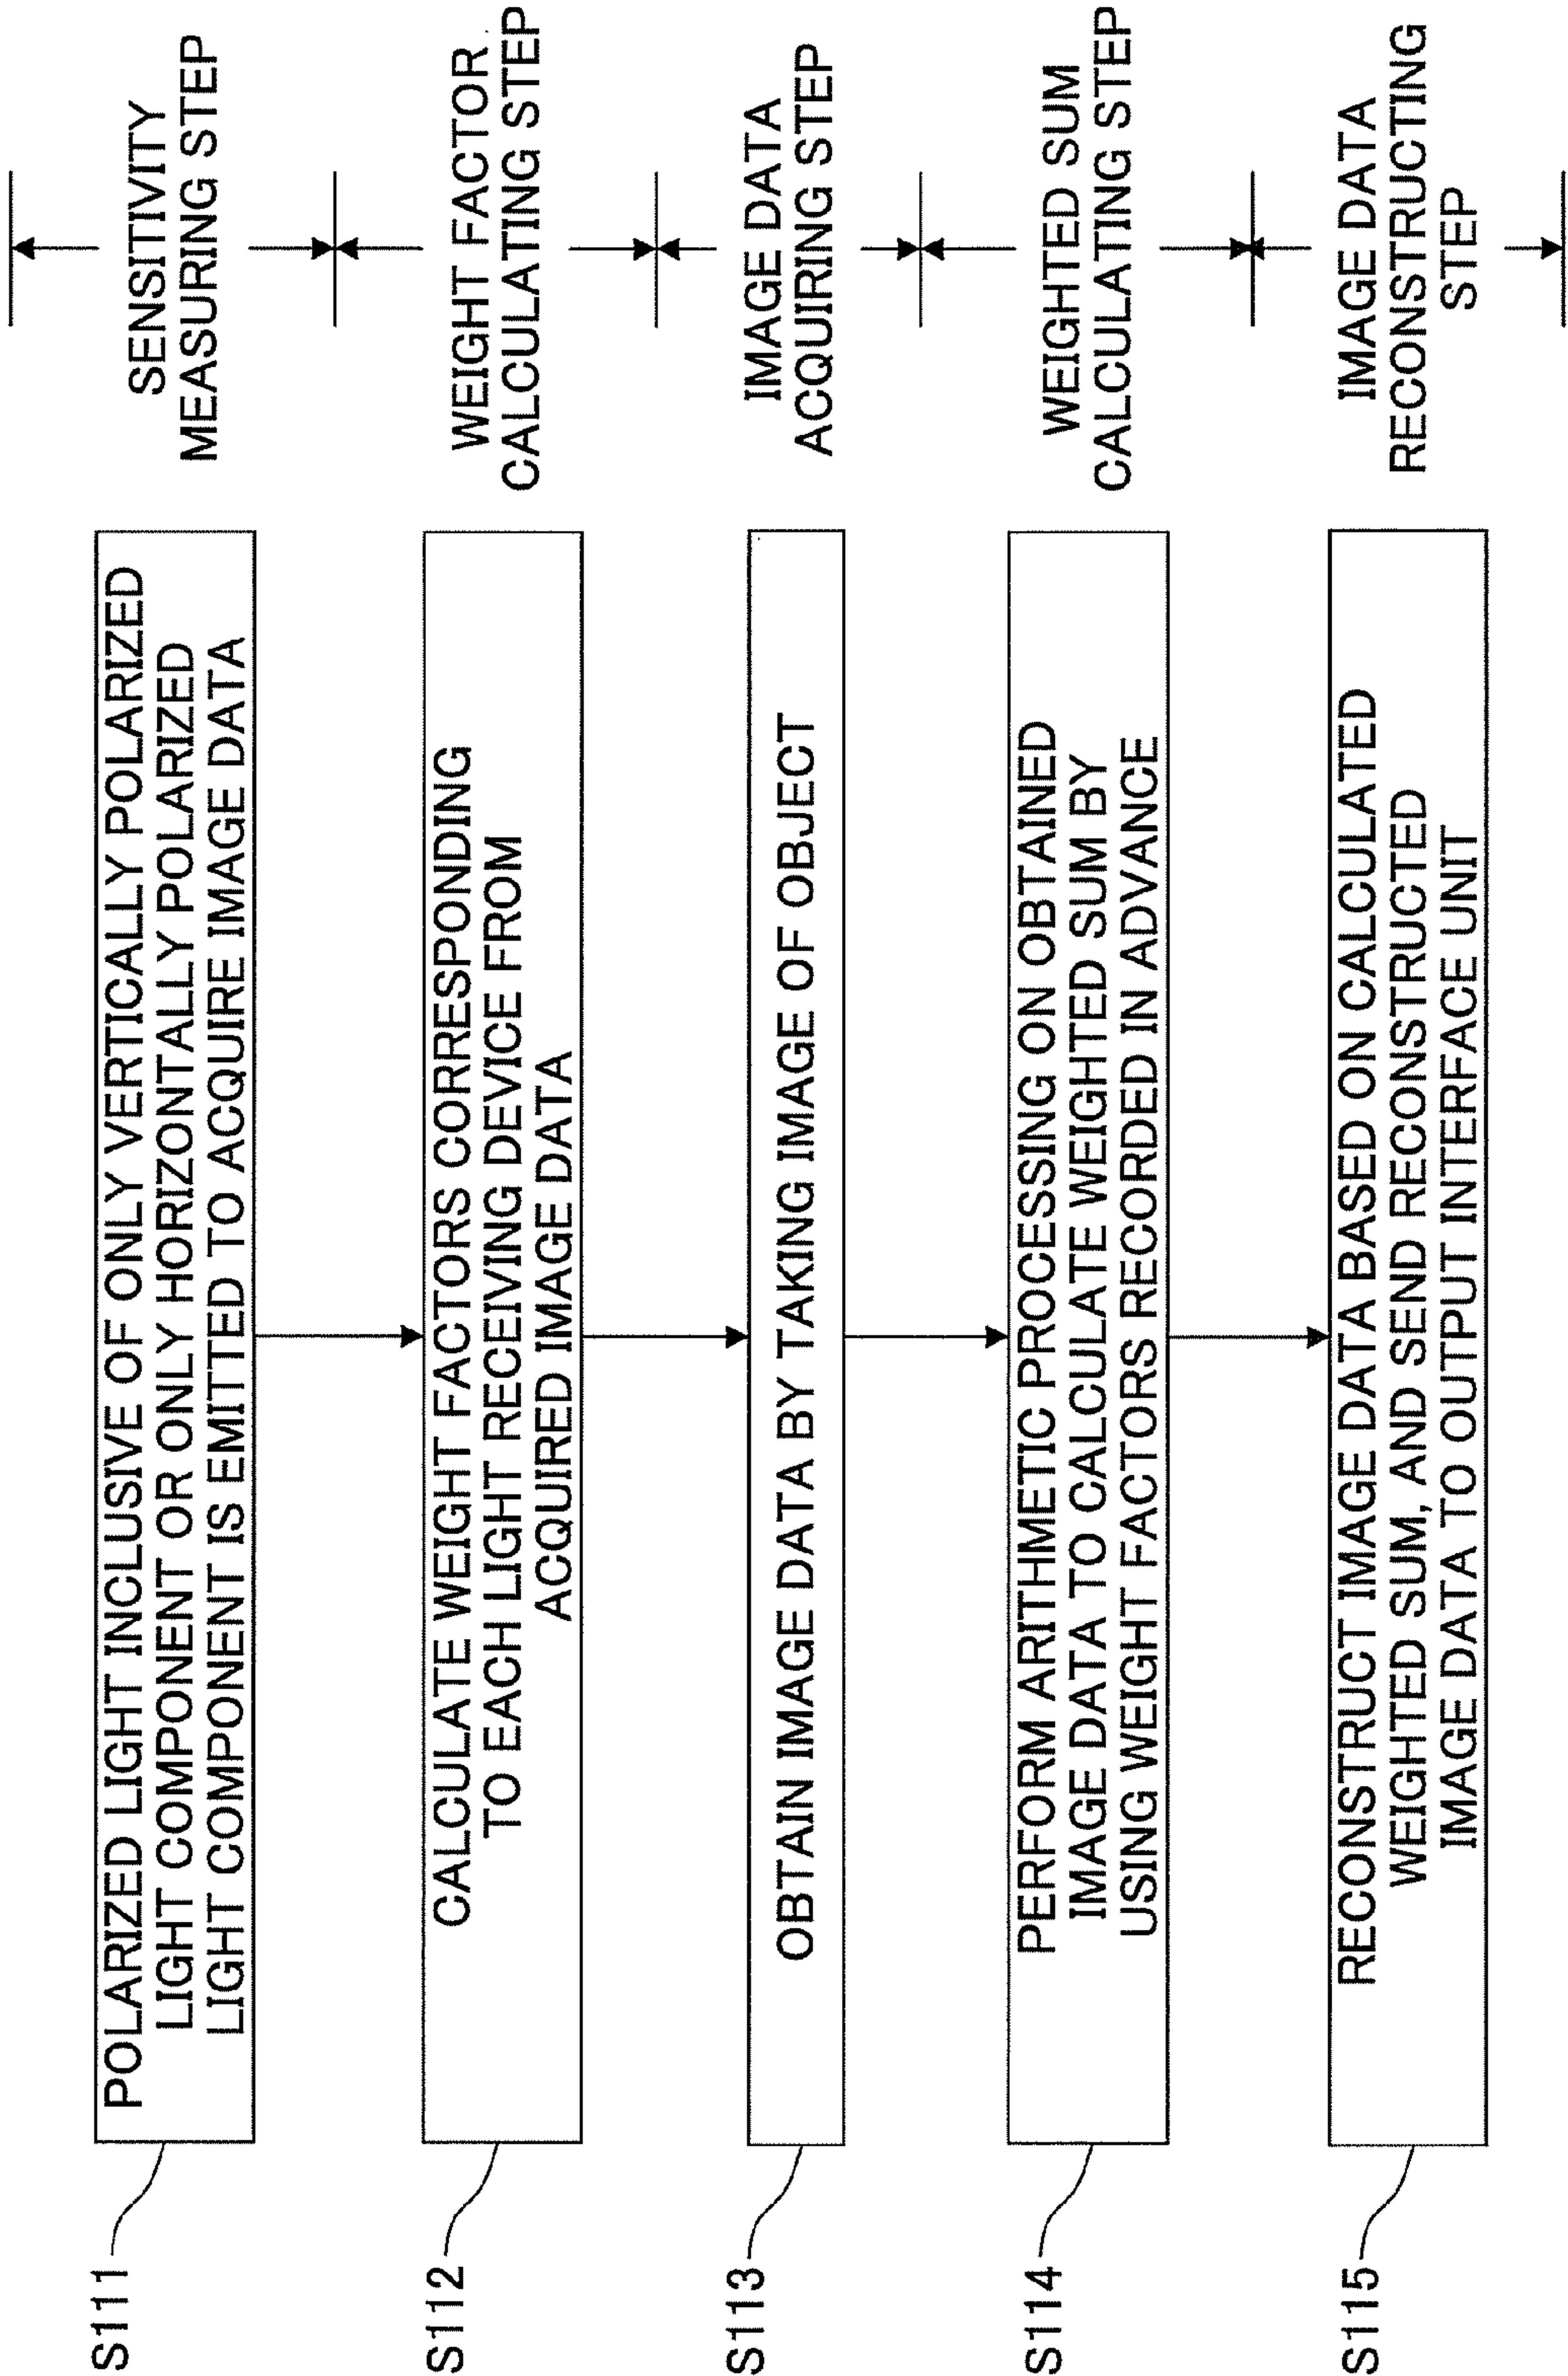 S111
POLARIZED LIGHT INCLUSIVE OF ONLY VERTICALLY POLARIZED
LIGHT COMPONENT OR ONLY HORIZONTALLY POLARIZED
LIGHT COMPONENT IS EMITTED TO ACQUIRE IMAGE DATA
SENSITIVITY
MEASURING STEP
S112
CALCULATE WEIGHT FACTORS CORRESPONDING
TO EACH LIGHT RECEIVING DEVICE FROM
ACQUIRED IMAGE DATA
WEIGHT FACTOR
CALCULATING STEP
S113
OBTAIN IMAGE DATA BY TAKING IMAGE OF OBJECT
IMAGE DATA
ACQUIRING STEP
S114
PERFORM ARITHMETIC PROCESSING ON OBTAINED
IMAGE DATA TO CALCULATE WEIGHTED SUM BY
USING WEIGHT FACTORS RECORDED IN ADVANCE
WEIGHTED SUM
CALCULATING STEP
S115
RECONSTRUCT IMAGE DATA BASED ON CALCULATED
WEIGHTED SUM, AND SEND RECONSTRUCTED
IMAGE DATA TO OUTPUT INTERFACE UNIT
IMAGE DATA
RECONSTRUCTING
STEP